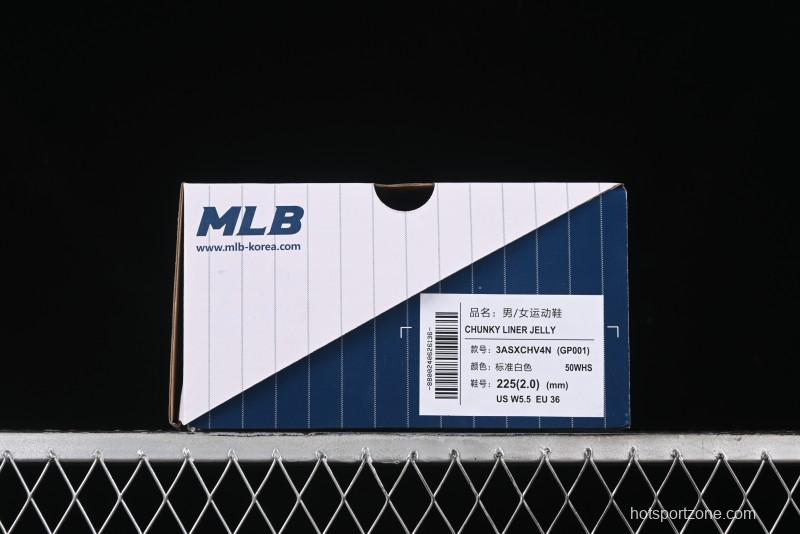 MLB
www.mlb-korea.com
品名：男/女运动鞋
CHUNKY LINER JELLY
款号：3ASXCHV4N (GP001)
颜色：标准白色 50WHS
鞋号：225(2.0) (mm)
US W5.5 EU 36
-8800240626136-
hotsportzone.com